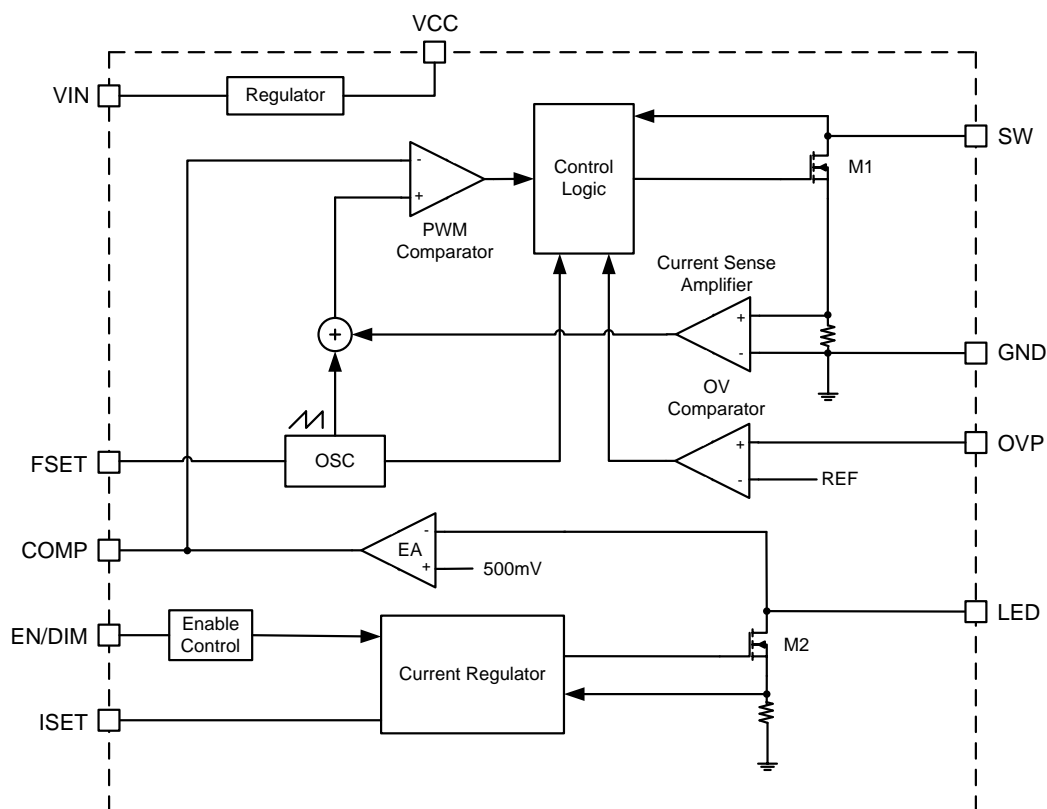 VCC
VIN
Regulator
SW
-
+
PWM
Comparator
Control
Logic
M1
Current Sense
Amplifier
+
-
+
GND
OV
Comparator
FSET
OSC
+
-
REF
OVP
COMP
EA
-
+
500mV
LED
EN/DIM
Enable
Control
Current Regulator
M2
ISET